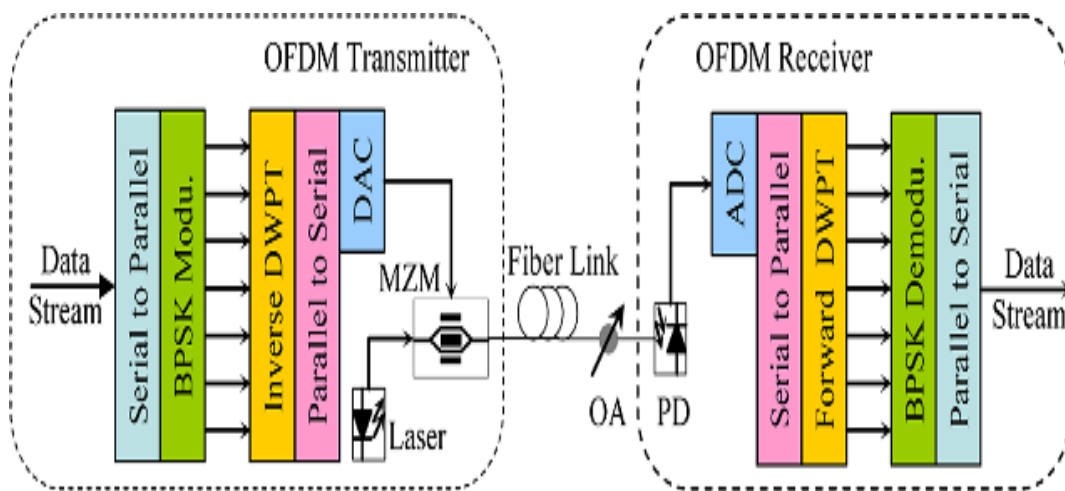 OFDM Transmitter
Data
Stream
Serial to Parallel
BPSK Modu.
Inverse DWPT
Parallel to Serial
DAC
MZM
Laser
Fiber Link
OA
PD
OFDM Receiver
ADC
Serial to Parallel
Forward DWPT
BPSK Demodu.
Parallel to Serial
Data
Stream